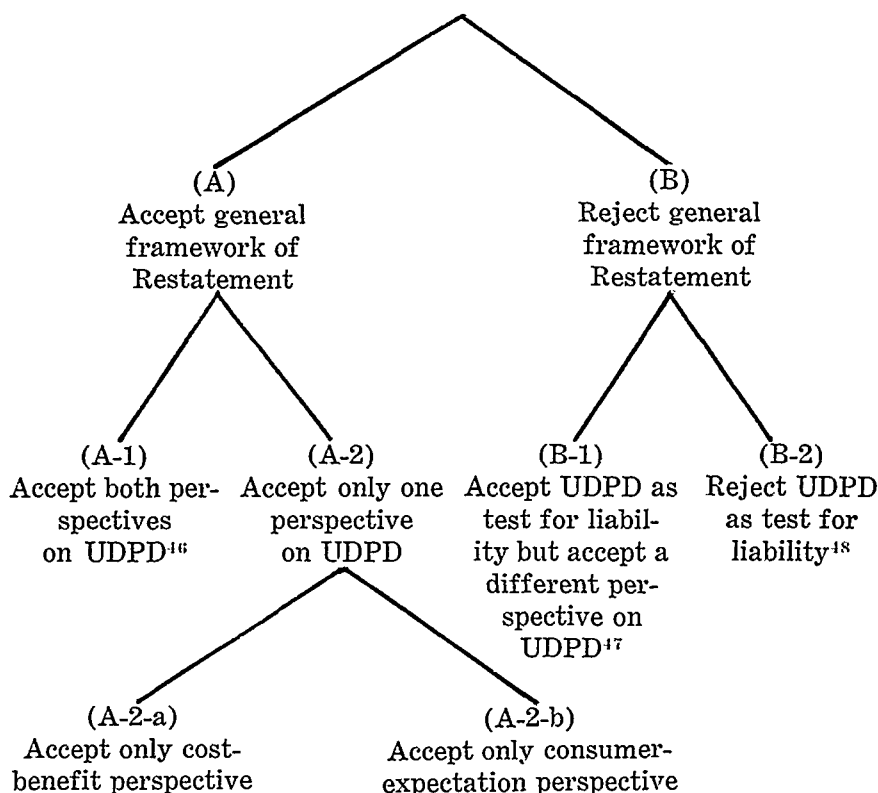 (A)
Accept general
framework of
Restatement
(B)
Reject general
framework of
Restatement
(A-1)
Accept both per-
spectives
on UDPD⁴⁶
(A-2)
Accept only one
perspective
on UDPD
(B-1)
Accept UDPD as
test for liabil-
ity but accept a
different per-
spective on
UDPD⁴⁷
(B-2)
Reject UDPD
as test for
liability⁴⁸
(A-2-a)
Accept only cost-
benefit perspective
(A-2-b)
Accept only consumer-
expectation perspective